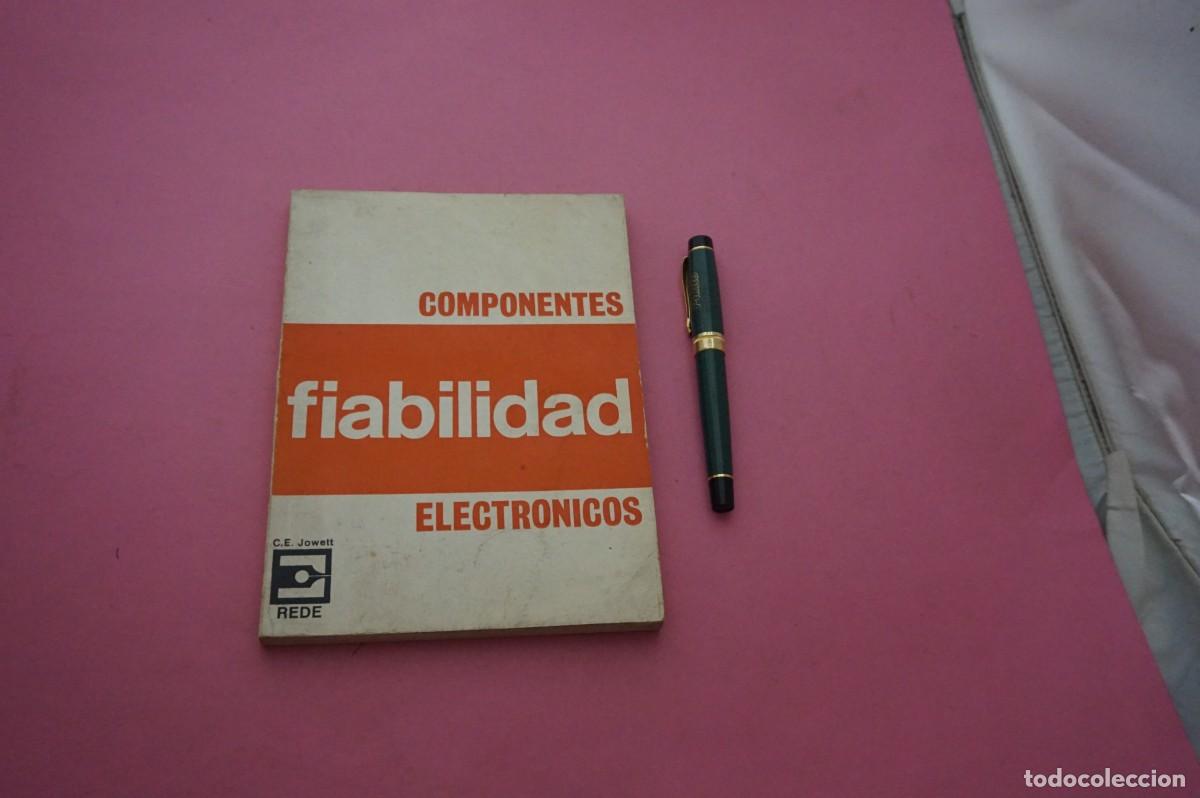 COMPONENTES
fiabilidad
ELECTRONICOS
C.E. Jowett
REDE
todocoleccion